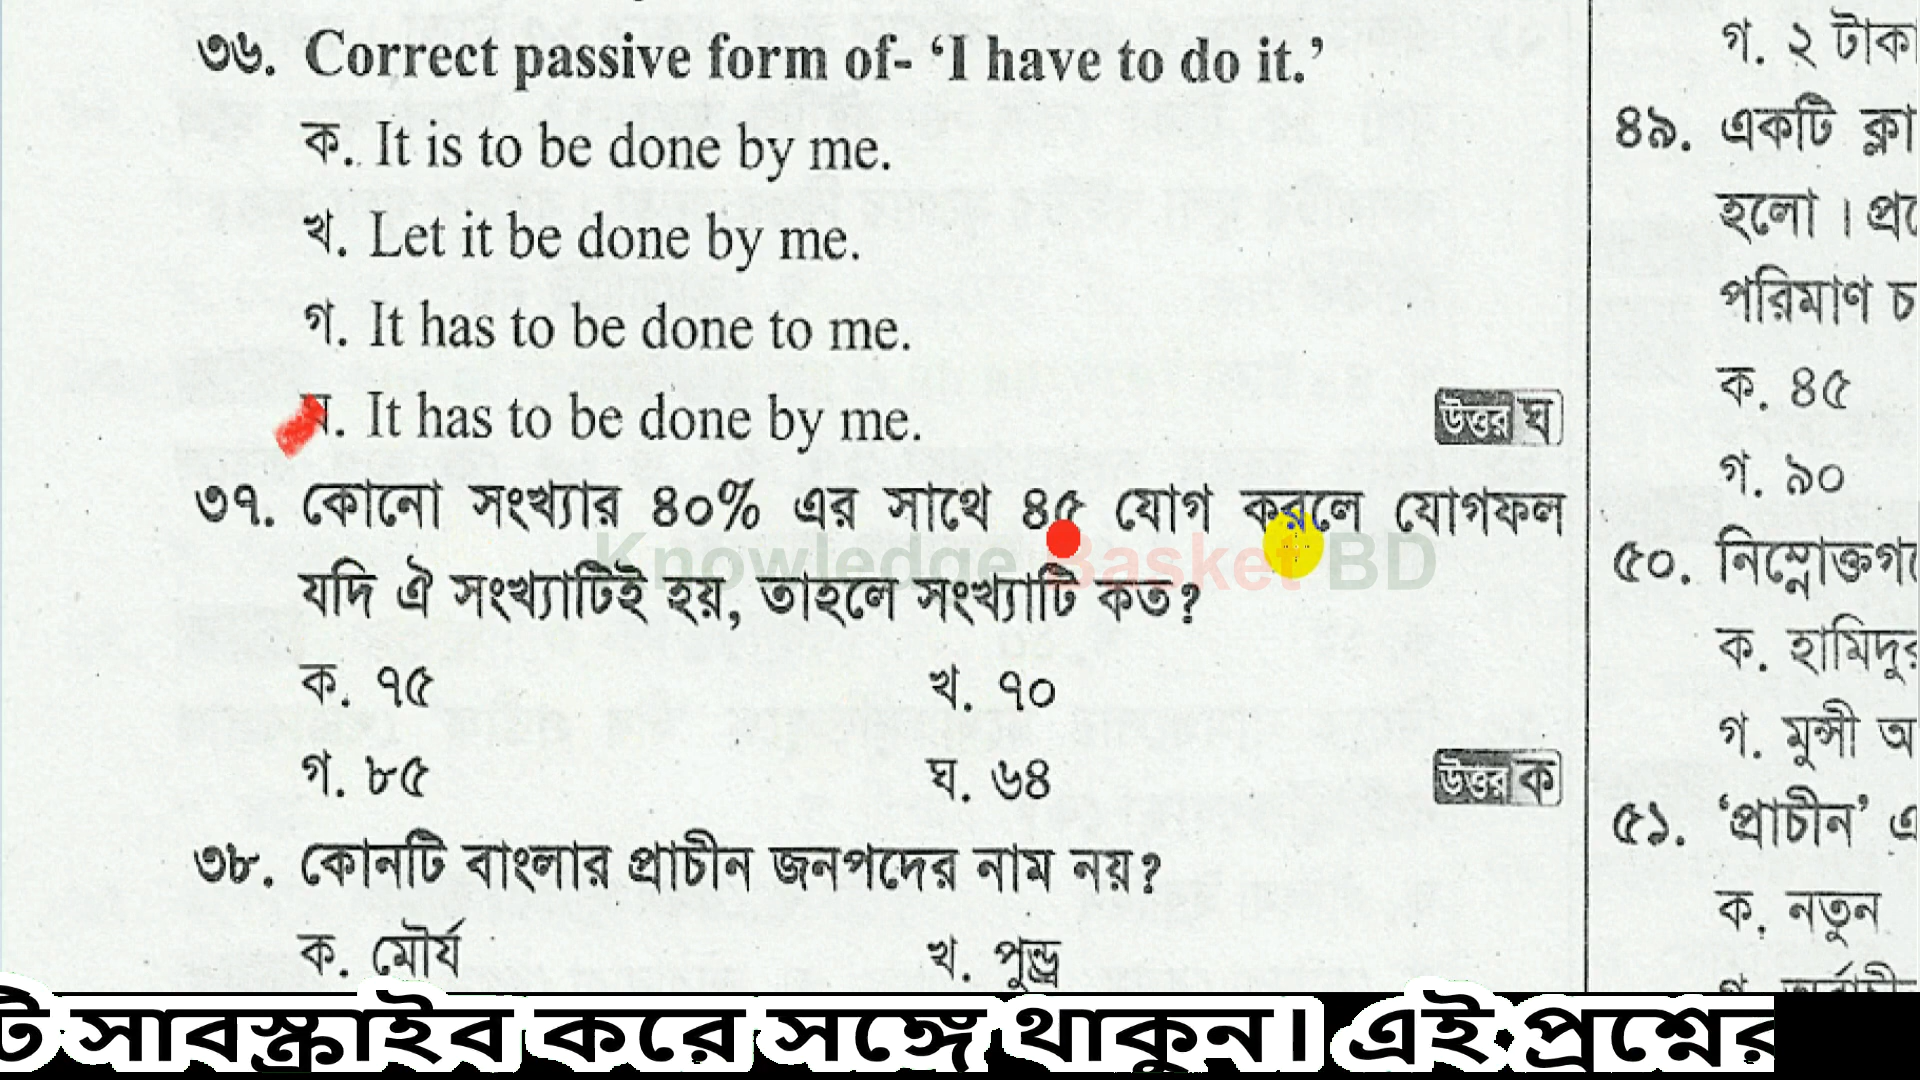 ৩৬. Correct passive form of- ‘I have to do it.’
ক. It is to be done by me.
খ. Let it be done by me.
গ. It has to be done to me.
ঘ. It has to be done by me.
উত্তর ঘ
৩৭. কোনো সংখ্যার ৪০% এর সাথে ৪৫ যোগ করলে যোগফল
যদি ঐ সংখ্যাটিই হয়, তাহলে সংখ্যাটি কত?
ক. ৭৫ খ. ৭০
গ. ৮৫ ঘ. ৬৪
উত্তর ক
৩৮. কোনটি বাংলার প্রাচীন জনপদের নাম নয়?
ক. মৌর্য খ. পুন্ড্র
গ. ২ টাকা
৪৯. একটি ক্লা
হলো। প্র
পরিমাণ চ
ক. ৪৫
গ. ৯০
৫০. নিম্নোক্তগ
ক. হামিদুর
গ. মুন্সী অ
৫১. ‘প্রাচীন’ এ
ক. নতুন
Knowledge Basket BD
টি সাবস্ক্রাইব করে সঙ্গে থাকুন। এই প্রশ্নের